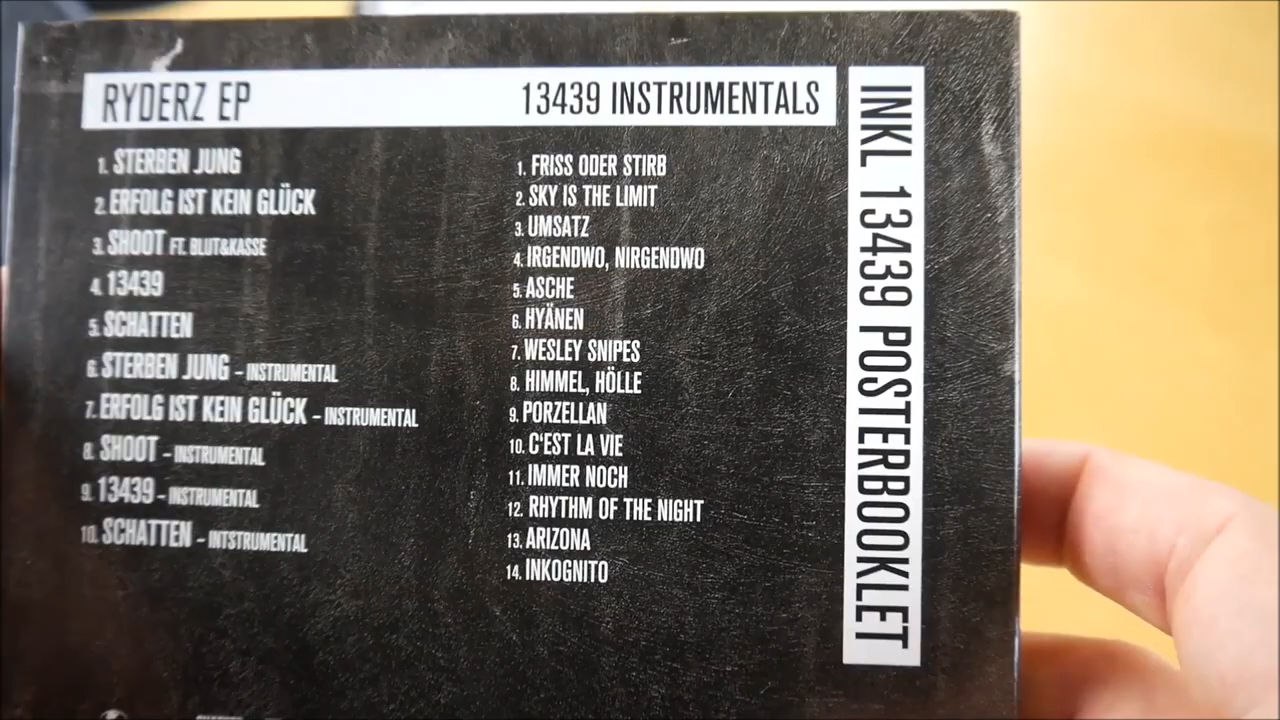 RYDERZ EP
1. STERBEN JUNG
2. ERFOLG IST KEIN GLÜCK
3. SHOOT FT. BLUT&KASSE
4. 13439
5. SCHATTEN
6. STERBEN JUNG – INSTRUMENTAL
7. ERFOLG IST KEIN GLÜCK – INSTRUMENTAL
8. SHOOT – INSTRUMENTAL
9. 13439 – INSTRUMENTAL
10. SCHATTEN – INTSTRUMENTAL
13439 INSTRUMENTALS
1. FRISS ODER STIRB
2. SKY IS THE LIMIT
3. UMSATZ
4. IRGENDWO, NIRGENDWO
5. ASCHE
6. HYÄNEN
7. WESLEY SNIPES
8. HIMMEL, HÖLLE
9. PORZELLAN
10. C'EST LA VIE
11. IMMER NOCH
12. RHYTHM OF THE NIGHT
13. ARIZONA
14. INKOGNITO
INKL 13439 POSTERBOOKLET